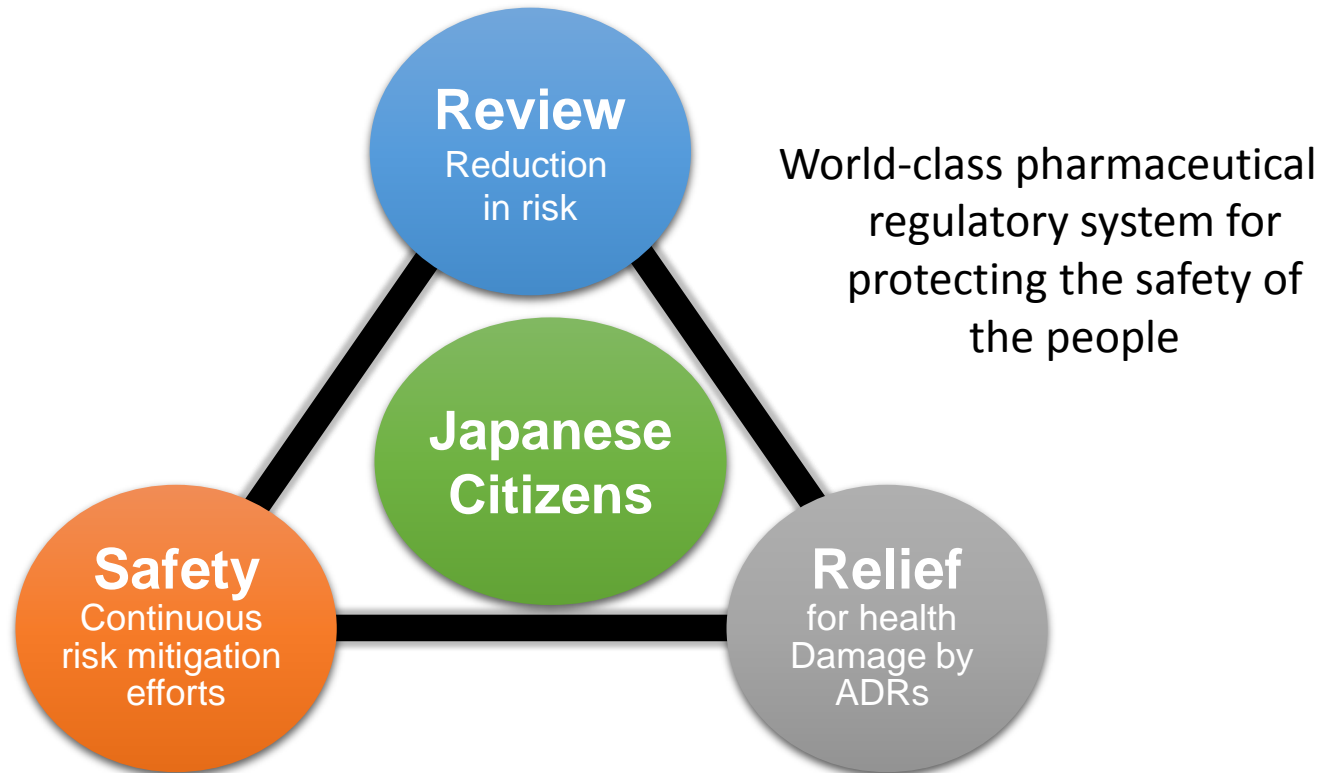 Review
Reduction
in risk
World-class pharmaceutical
regulatory system for
protecting the safety of
the people
Japanese
Citizens
Safety
Continuous
risk mitigation
efforts
Relief
for health
Damage by
ADRs